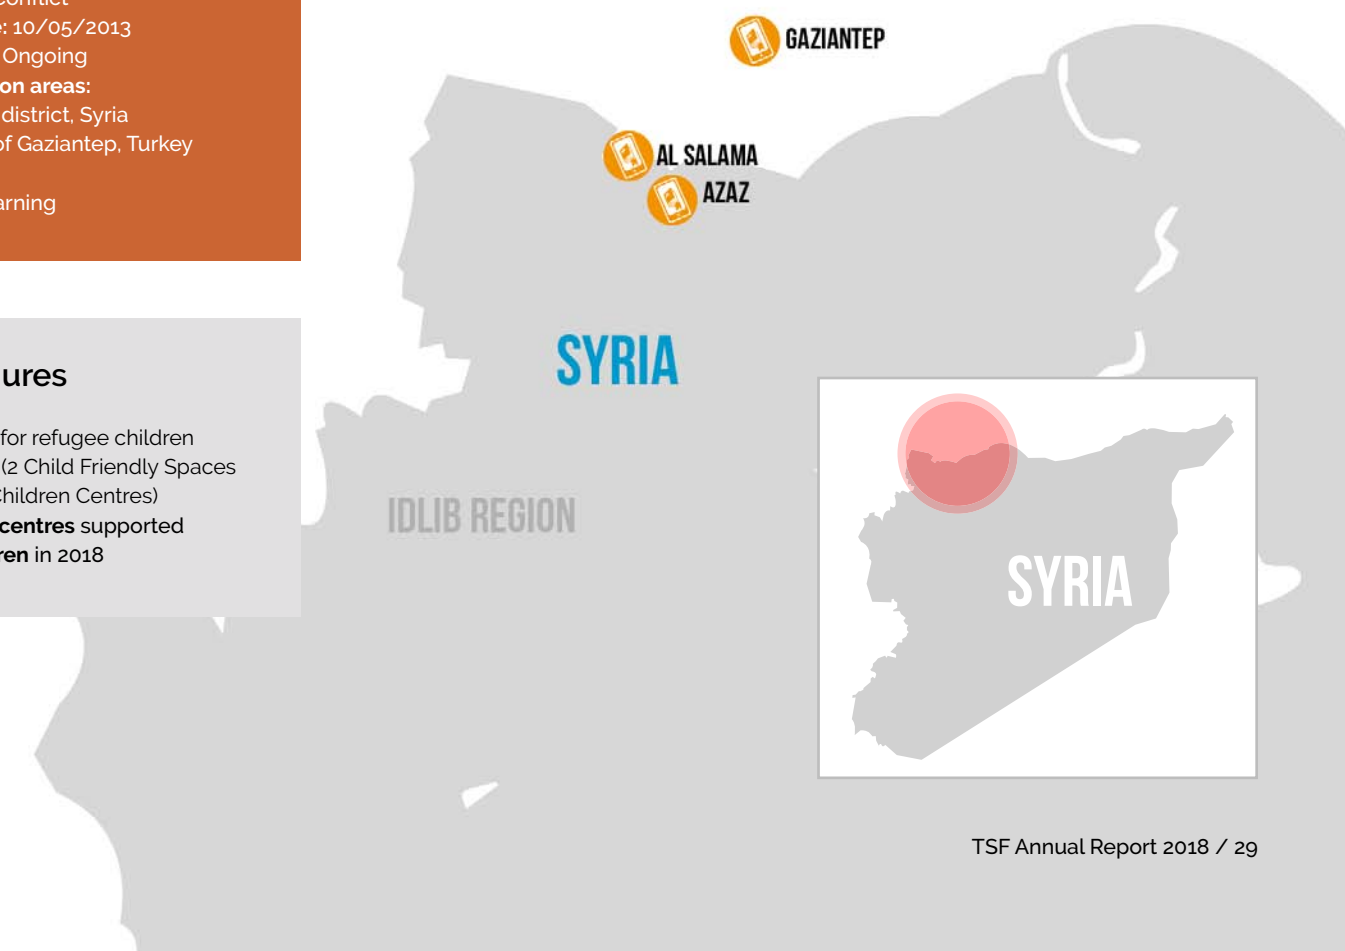 conflict
e: 10/05/2013
Ongoing
on areas:
district, Syria
of Gaziantep, Turkey
arning
ures
for refugee children
(2 Child Friendly Spaces
Children Centres)
centres supported
ren in 2018
GAZIANTEP
AL SALAMA
AZAZ
SYRIA
IDLIB REGION
SYRIA
TSF Annual Report 2018 / 29